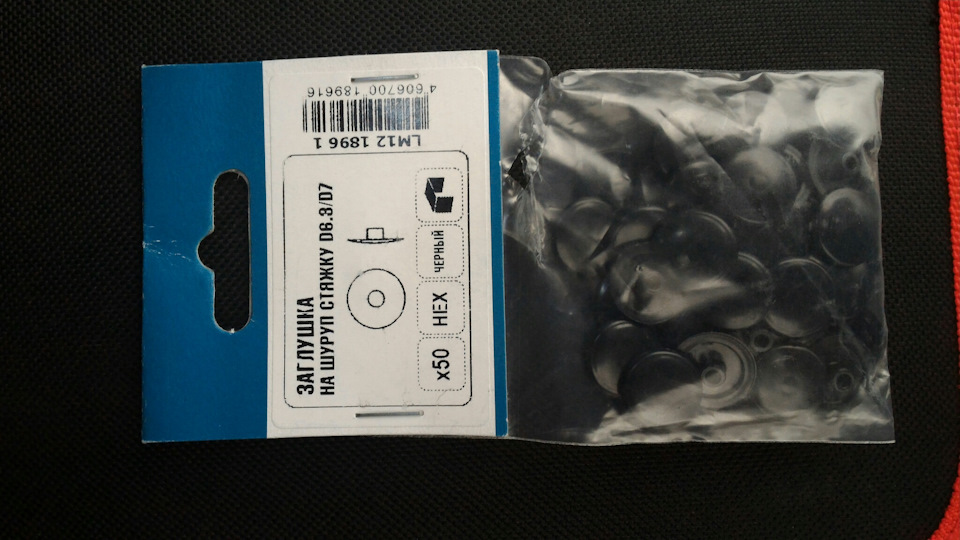 ЗАГЛУШКА
НА ШУРУП СТЯЖКУ D6.3/D7
x50
HEX
ЧЕРНЫЙ
LM12 1896 1
4 606700 189616